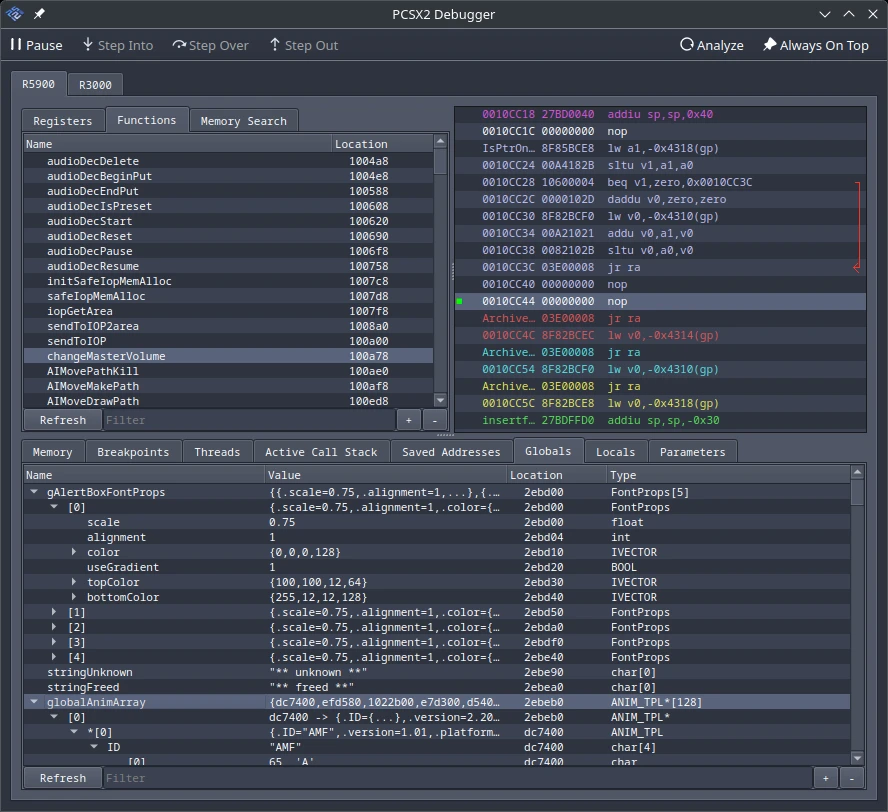 PCSX2 Debugger
Pause Step Into Step Over Step Out Analyze Always On Top
R5900 R3000
Registers Functions Memory Search
Name Location
audioDecDelete 1004a8
audioDecBeginPut 1004e8
audioDecEndPut 100588
audioDecIsPreset 100608
audioDecStart 100620
audioDecReset 100690
audioDecPause 1006f8
audioDecResume 100758
initSafeIopMemAlloc 1007c8
safeIopMemAlloc 1007d8
iopGetArea 1007f8
sendToIOP2area 1008a0
sendToIOP 100a00
changeMasterVolume 100a78
AIMovePathKill 100ae0
AIMoveMakePath 100af8
AIMoveDrawPath 100ed8
Refresh Filter + -
0010CC18 27BD0040 addiu sp,sp,0x40
0010CC1C 00000000 nop
IsPtrOn… 8F85BCE8 lw a1,-0x4318(gp)
0010CC24 00A4182B sltu v1,a1,a0
0010CC28 10600004 beq v1,zero,0x0010CC3C
0010CC2C 0000102D daddu v0,zero,zero
0010CC30 8F82BCF0 lw v0,-0x4310(gp)
0010CC34 00A21021 addu v0,a1,v0
0010CC38 0082102B sltu v0,a0,v0
0010CC3C 03E00008 jr ra
0010CC40 00000000 nop
0010CC44 00000000 nop
Archive… 03E00008 jr ra
0010CC4C 8F82BCEC lw v0,-0x4314(gp)
Archive… 03E00008 jr ra
0010CC54 8F82BCF0 lw v0,-0x4310(gp)
Archive… 03E00008 jr ra
0010CC5C 8F82BCE8 lw v0,-0x4318(gp)
insertf… 27BDFFD0 addiu sp,sp,-0x30
Memory Breakpoints Threads Active Call Stack Saved Addresses Globals Locals Parameters
Name Value Location Type
gAlertBoxFontProps {{.scale=0.75,.alignment=1,...},{.… 2ebd00 FontProps[5]
[0] {.scale=0.75,.alignment=1,.color={… 2ebd00 FontProps
scale 0.75 2ebd00 float
alignment 1 2ebd04 int
color {0,0,0,128} 2ebd10 IVECTOR
useGradient 1 2ebd20 BOOL
topColor {100,100,12,64} 2ebd30 IVECTOR
bottomColor {255,12,12,128} 2ebd40 IVECTOR
[1] {.scale=0.75,.alignment=1,.color={… 2ebd50 FontProps
[2] {.scale=0.75,.alignment=1,.color={… 2ebda0 FontProps
[3] {.scale=0.75,.alignment=1,.color={… 2ebdf0 FontProps
[4] {.scale=0.75,.alignment=1,.color={… 2ebe40 FontProps
stringUnknown "** unknown **" 2ebe90 char[0]
stringFreed "** freed **" 2ebea0 char[0]
globalAnimArray {dc7400,efd580,1022b00,e7d300,d540… 2ebeb0 ANIM_TPL*[128]
[0] dc7400 -> {.ID={...},.version=2.20… 2ebeb0 ANIM_TPL*
*[0] {.ID="AMF",.version=1.01,.platform… dc7400 ANIM_TPL
ID "AMF" dc7400 char[4]
[0] 65 'A' dc7400 char
Refresh Filter + -